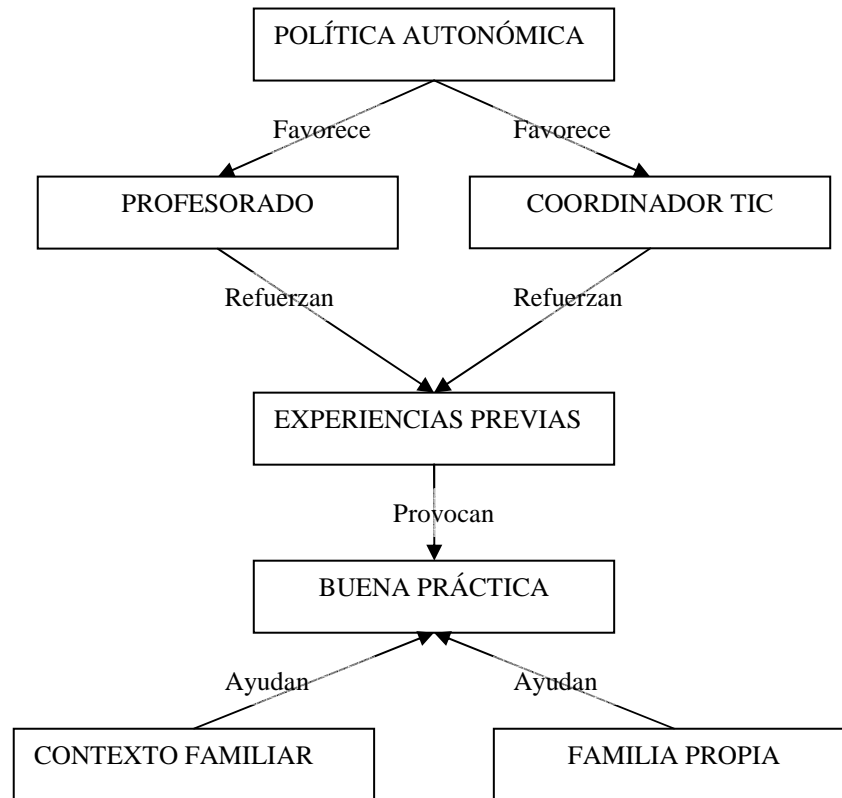 POLÍTICA AUTONÓMICA
Favorece
Favorece
PROFESORADO
COORDINADOR TIC
Refuerzan
Refuerzan
EXPERIENCIAS PREVIAS
Provocan
BUENA PRÁCTICA
Ayudan
Ayudan
CONTEXTO FAMILIAR
FAMILIA PROPIA